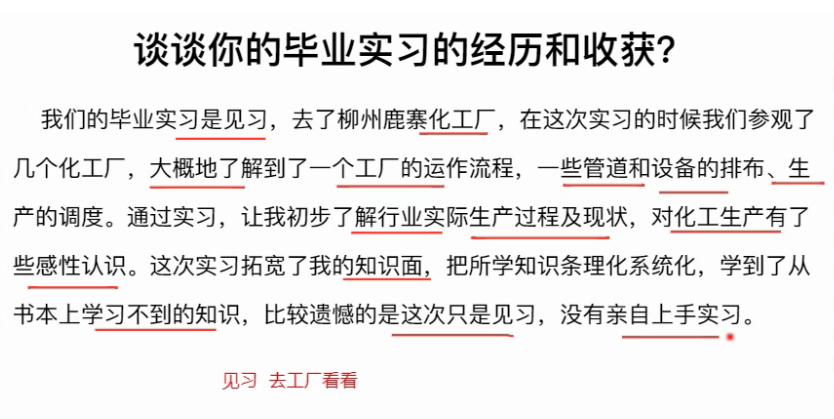 谈谈你的毕业实习的经历和收获?
我们的毕业实习是见习，去了柳州鹿寨化工厂，在这次实习的时候我们参观了
几个化工厂，大概地了解到了一个工厂的运作流程，一些管道和设备的排布、生
产的调度。通过实习，让我初步了解行业实际生产过程及现状，对化工生产有了
些感性认识。这次实习拓宽了我的知识面，把所学知识条理化系统化，学到了从
书本上学习不到的知识，比较遗憾的是这次只是见习，没有亲自上手实习。
见习 去工厂看看